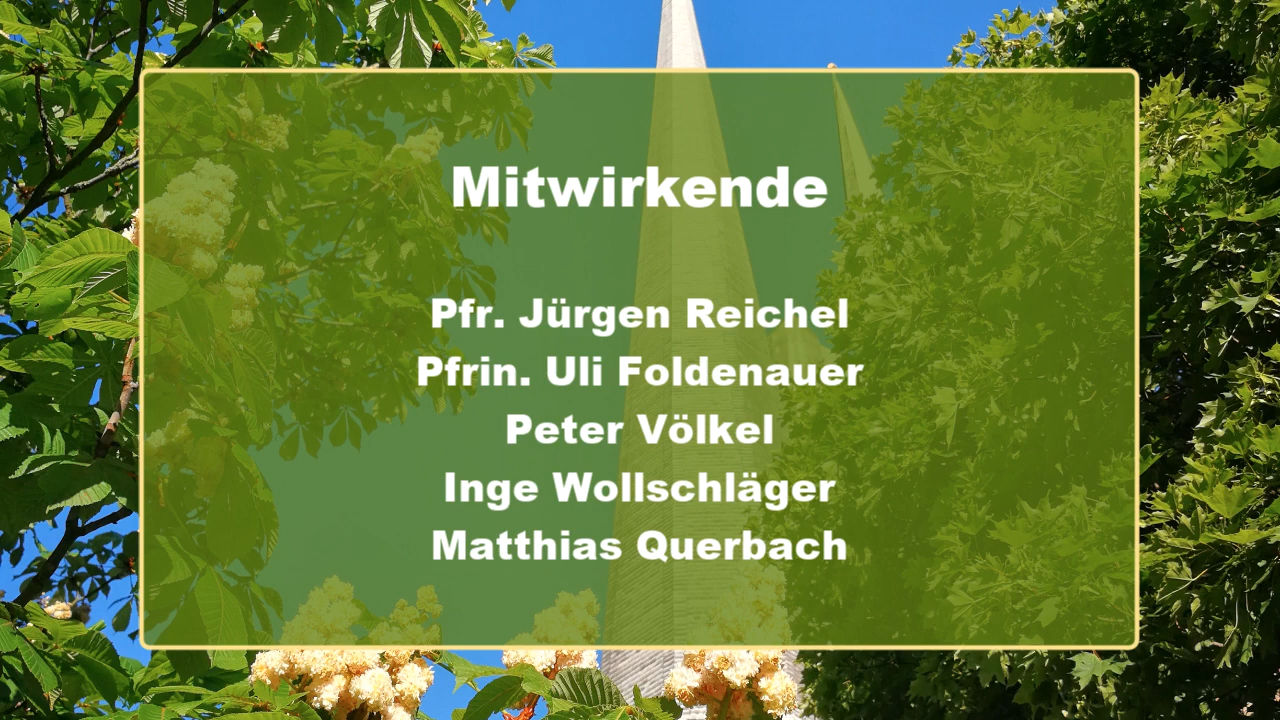 Mitwirkende
Pfr. Jürgen Reichel
Pfrin. Uli Foldenauer
Peter Völkel
Inge Wollschläger
Matthias Querbach